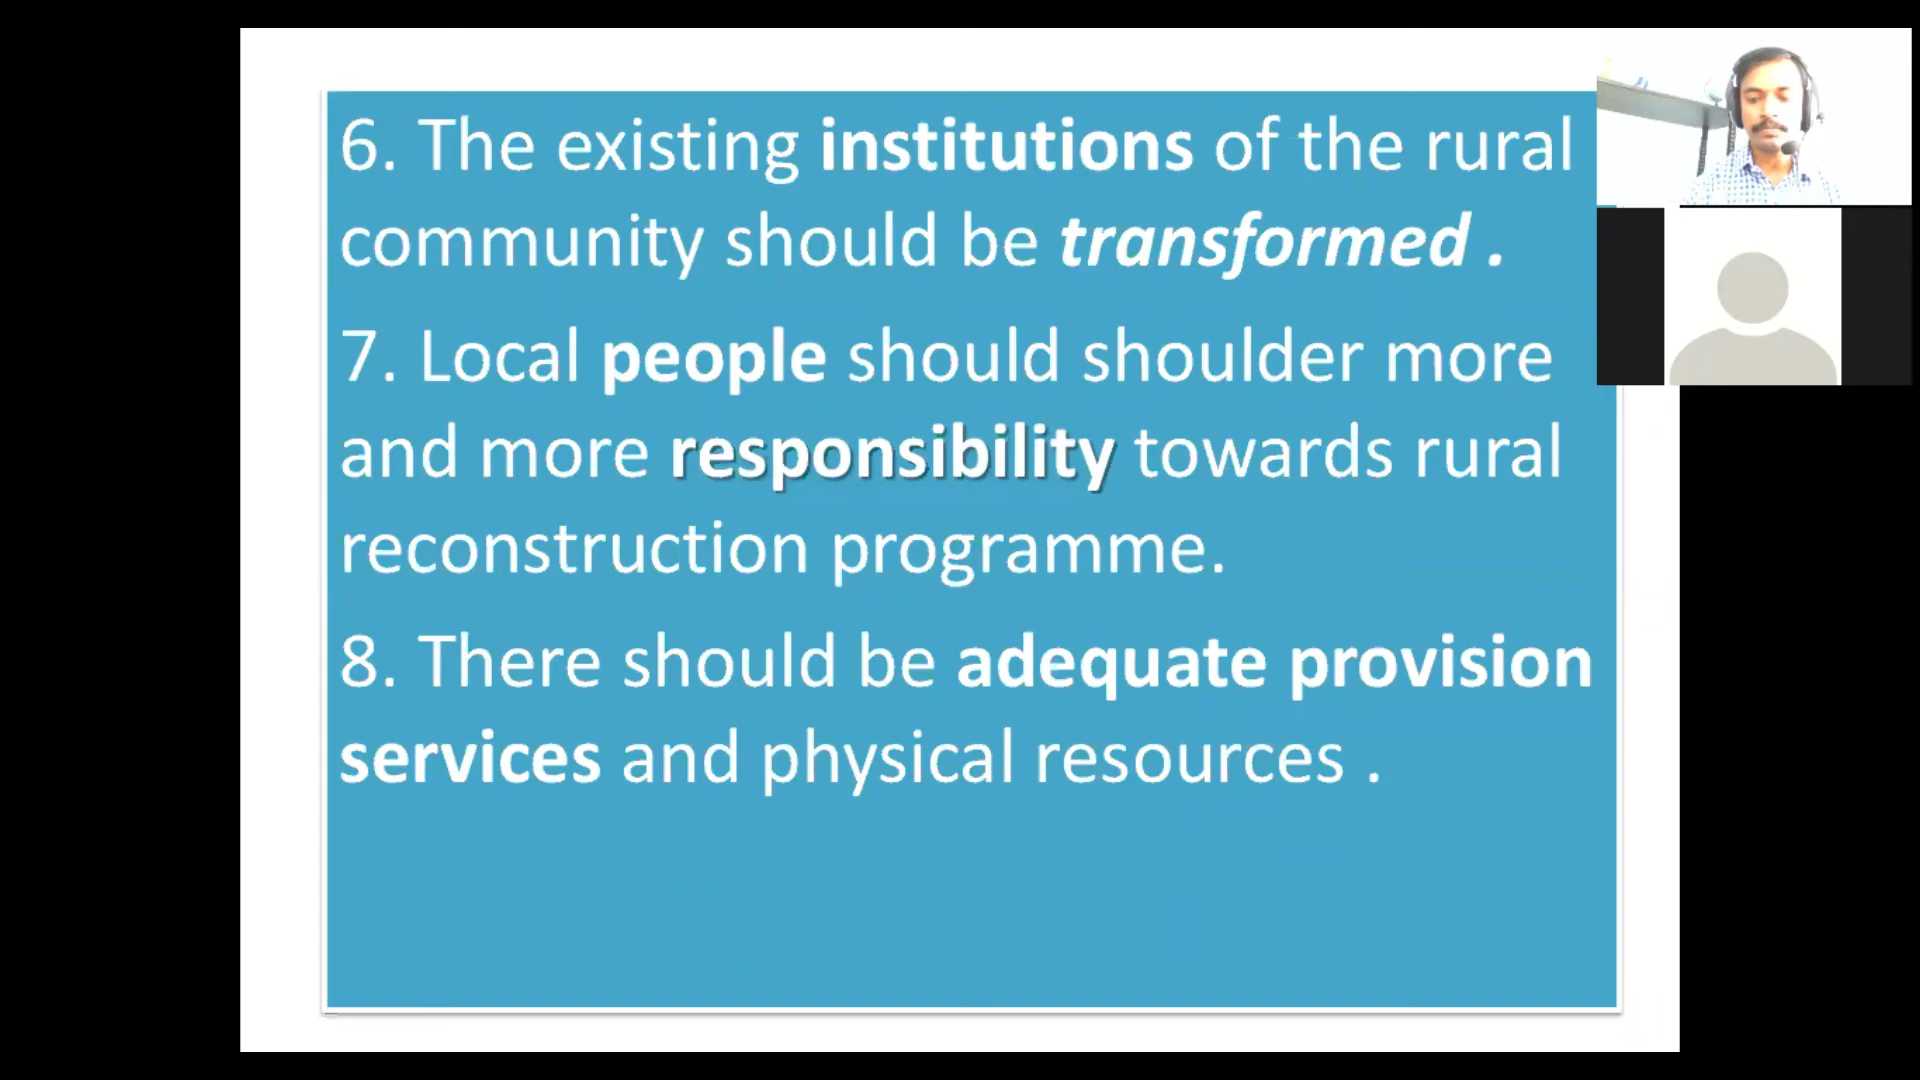 6. The existing institutions of the rural
community should be transformed .
7. Local people should shoulder more
and more responsibility towards rural
reconstruction programme.
8. There should be adequate provision
services and physical resources .